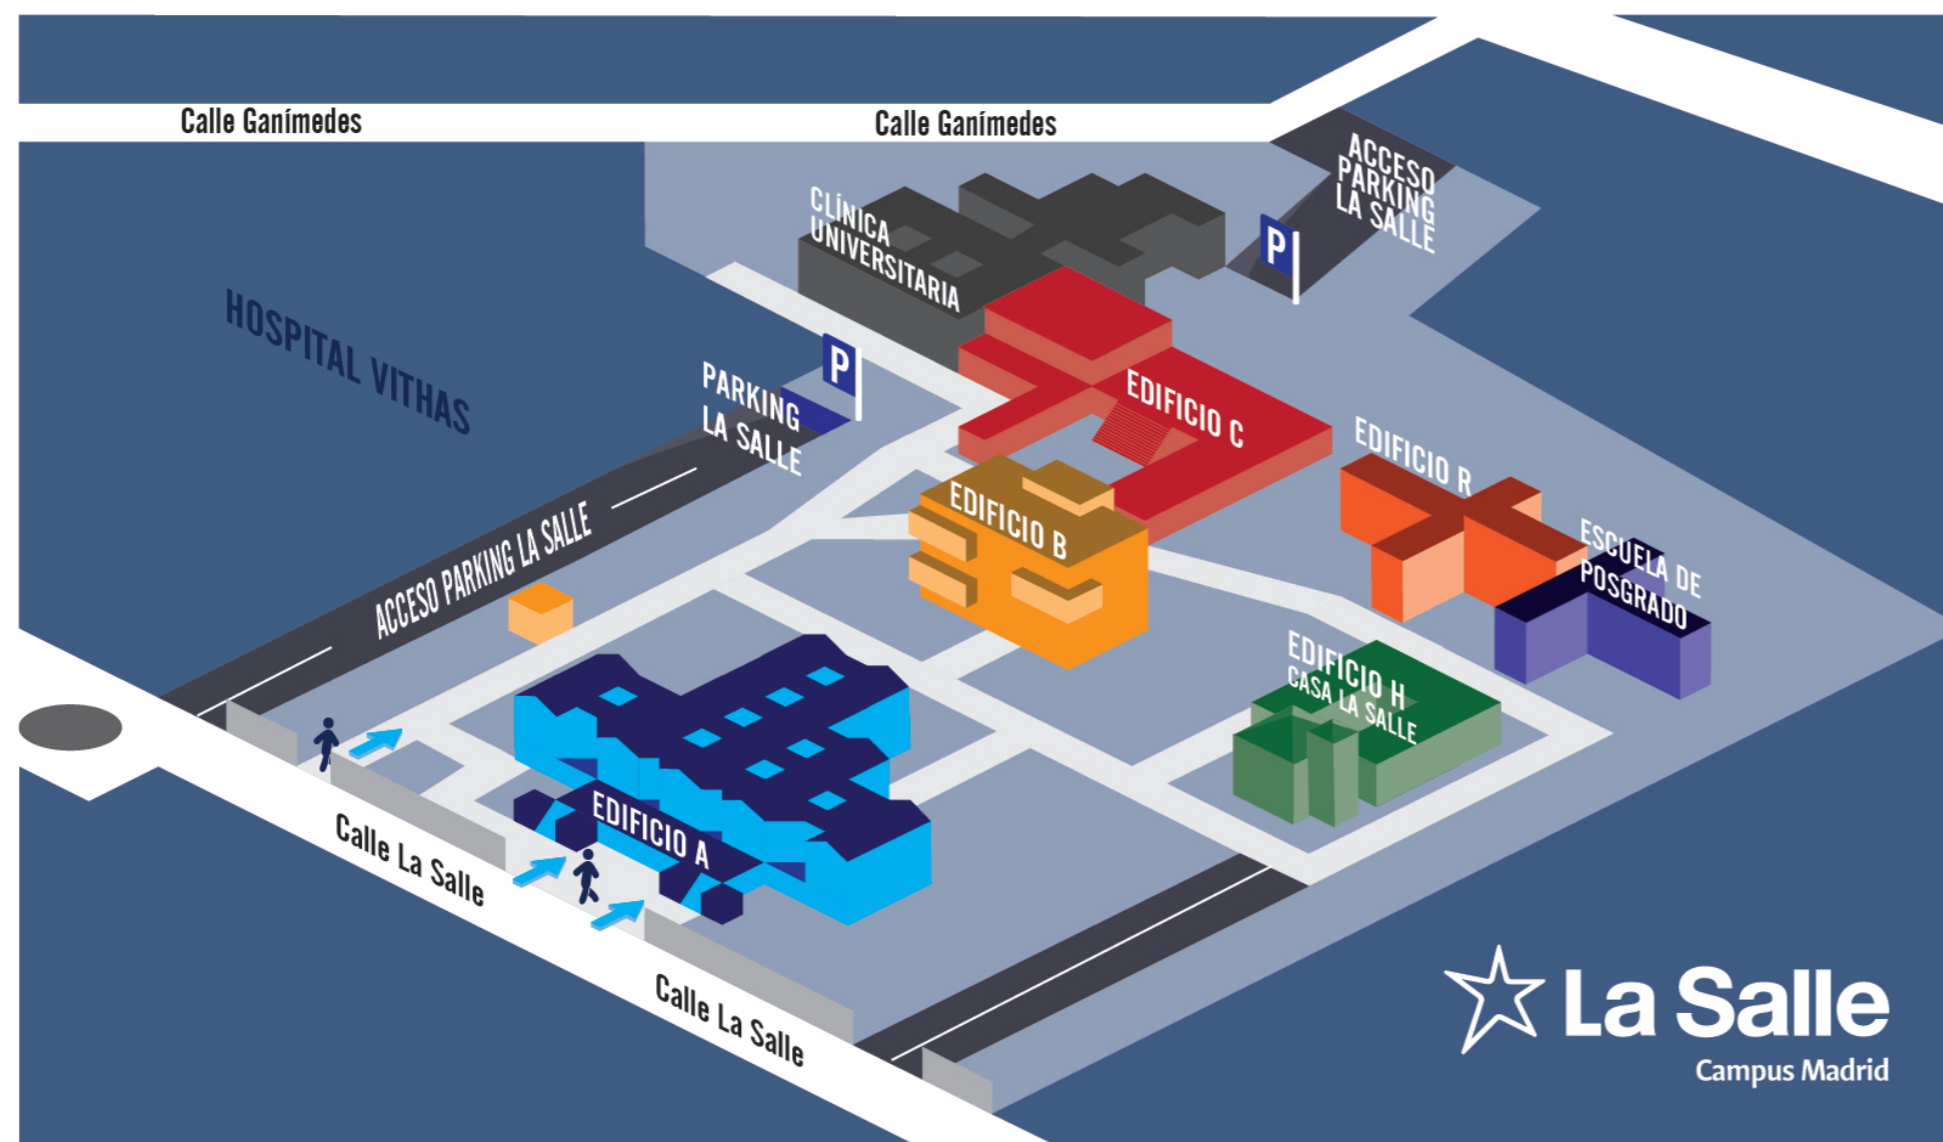 Calle Ganímedes
Calle Ganímedes
ACCESO
PARKING
LA SALLE
P
CLÍNICA
UNIVERSITARIA
HOSPITAL VITHAS
P
PARKING
LA SALLE
EDIFICIO C
EDIFICIO R
EDIFICIO B
ESCUELA DE
POSGRADO
ACCESO PARKING LA SALLE
EDIFICIO H
CASA LA SALLE
EDIFICIO A
Calle La Salle
Calle La Salle
La Salle
Campus Madrid